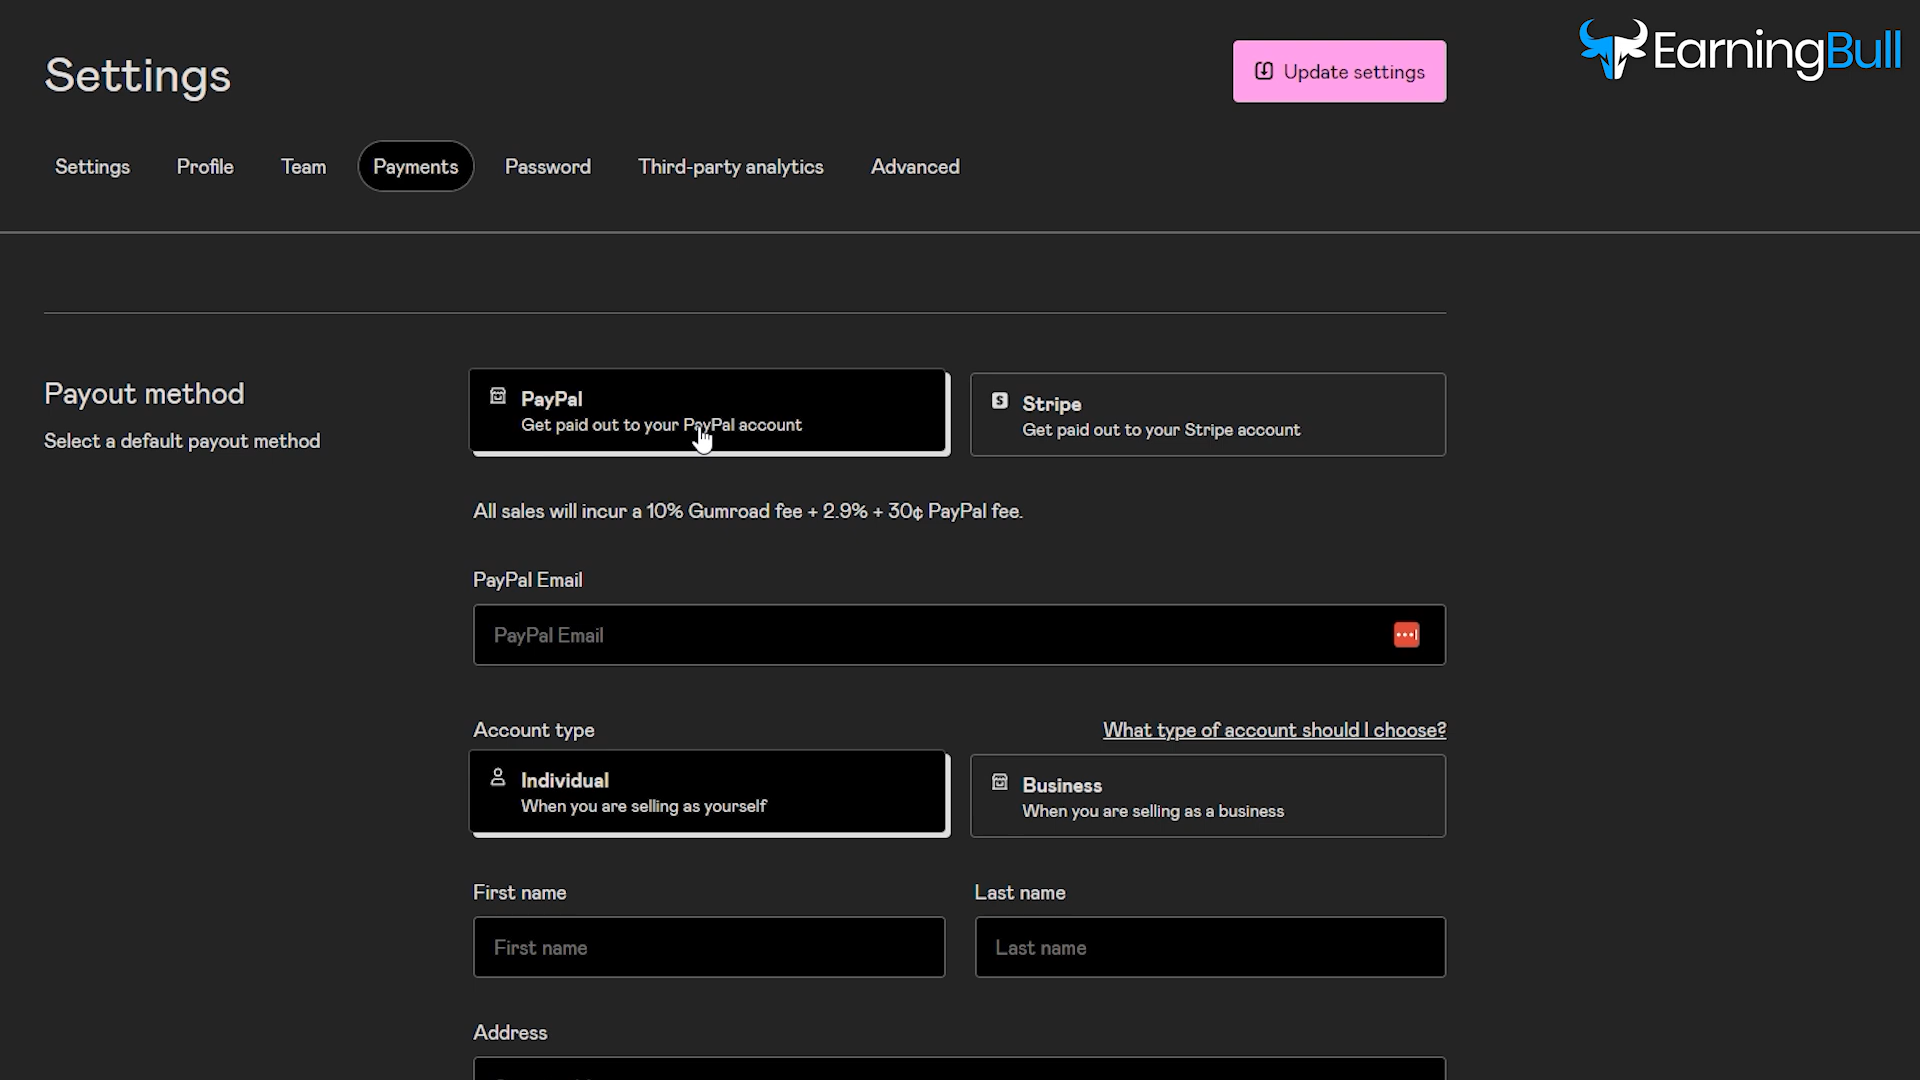 EarningBull
Settings
Update settings
Settings Profile Team Payments Password Third-party analytics Advanced
Payout method
Select a default payout method
PayPal
Get paid out to your PayPal account
Stripe
Get paid out to your Stripe account
All sales will incur a 10% Gumroad fee + 2.9% + 30¢ PayPal fee.
PayPal Email
PayPal Email
Account type
What type of account should I choose?
Individual
When you are selling as yourself
Business
When you are selling as a business
First name
Last name
First name
Last name
Address